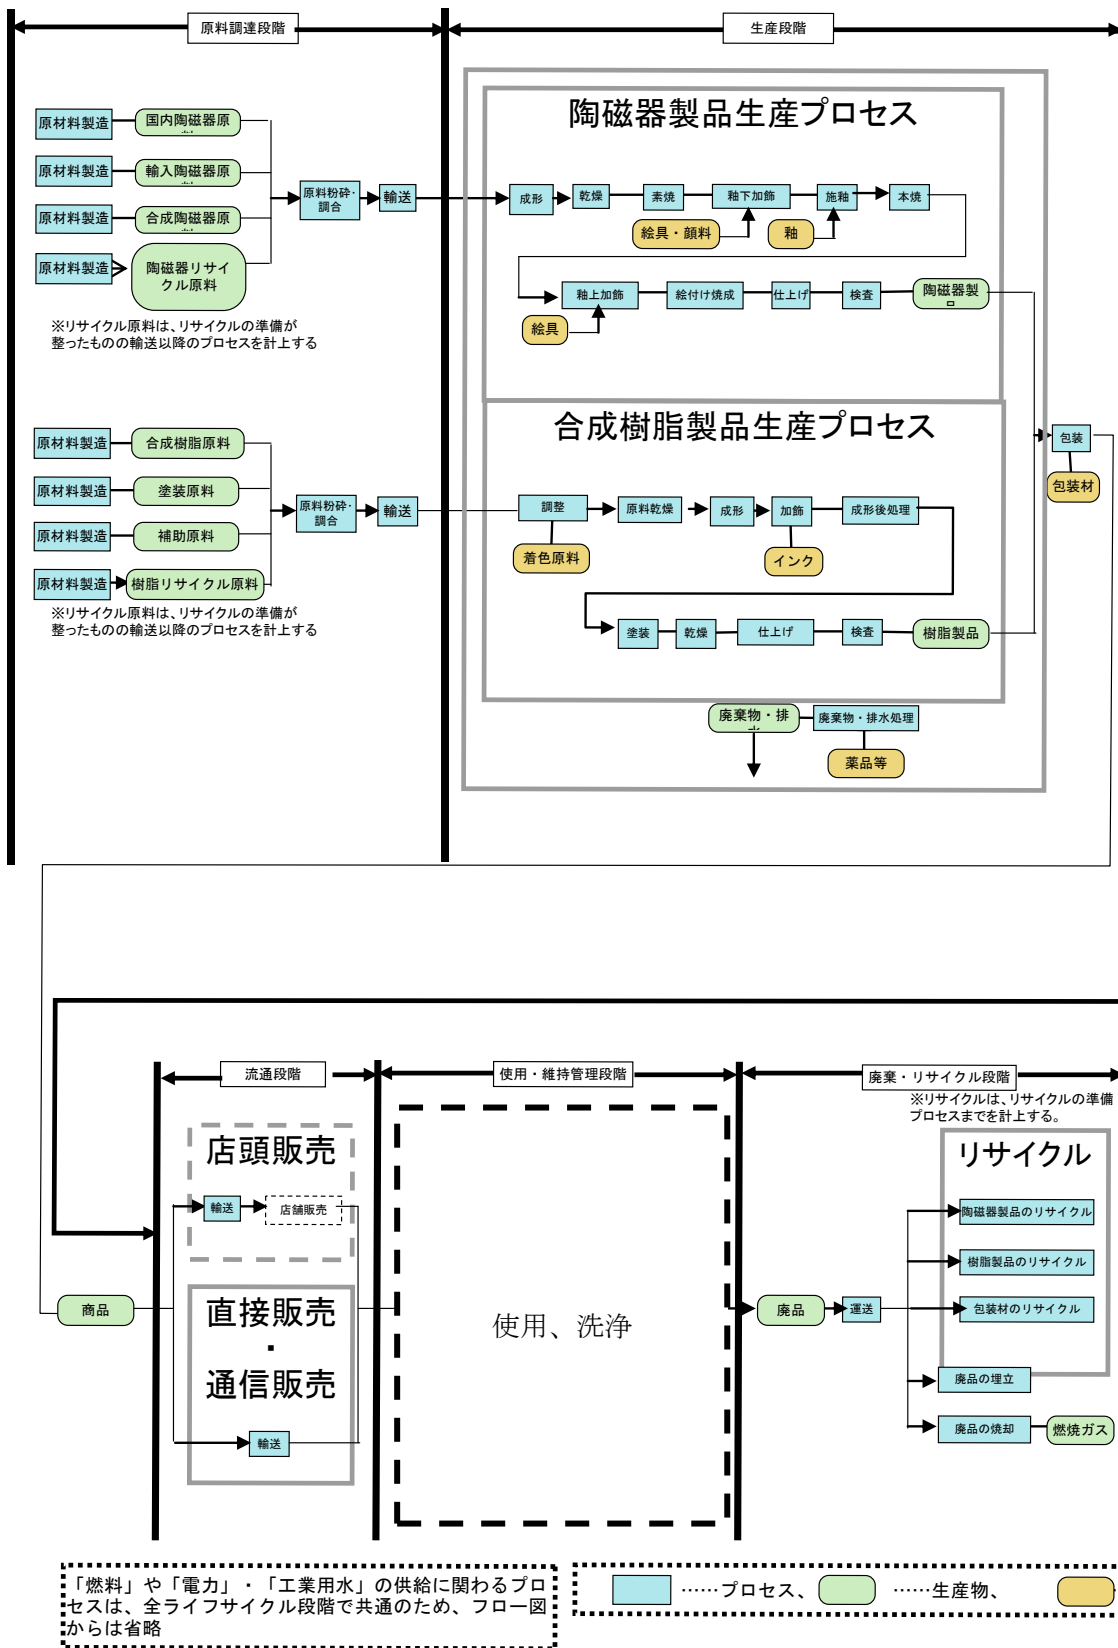 原料調達段階
生産段階
原材料製造
国内陶磁器原
原材料製造
輸入陶磁器原
原材料製造
合成陶磁器原
原材料製造
陶磁器リサイ
クル原料
原料粉砕・
調合
輸送
※リサイクル原料は、リサイクルの準備が
整ったものの輸送以降のプロセスを計上する
陶磁器製品生産プロセス
成形
乾燥
素焼
釉下加飾
施釉
本焼
絵具・顔料
釉
釉上加飾
絵付け焼成
仕上げ
検査
陶磁器製
絵具
原材料製造
合成樹脂原料
原材料製造
塗装原料
原材料製造
補助原料
原材料製造
樹脂リサイクル原料
原料粉砕・
調合
輸送
※リサイクル原料は、リサイクルの準備が
整ったものの輸送以降のプロセスを計上する
合成樹脂製品生産プロセス
調整
原料乾燥
成形
加飾
成形後処理
着色原料
インク
塗装
乾燥
仕上げ
検査
樹脂製品
包装
包装材
廃棄物・排
廃棄物・排水処理
薬品等
流通段階
使用・維持管理段階
廃棄・リサイクル段階
※リサイクルは、リサイクルの準備
プロセスまでを計上する。
店頭販売
輸送
店舗販売
商品
直接販売
・
通信販売
輸送
使用、洗浄
廃品
運送
リサイクル
陶磁器製品のリサイクル
樹脂製品のリサイクル
包装材のリサイクル
廃品の埋立
廃品の焼却
燃焼ガス
「燃料」や「電力」・「工業用水」の供給に関わるプロ
セスは、全ライフサイクル段階で共通のため、フロー図
からは省略
……プロセス、
……生産物、